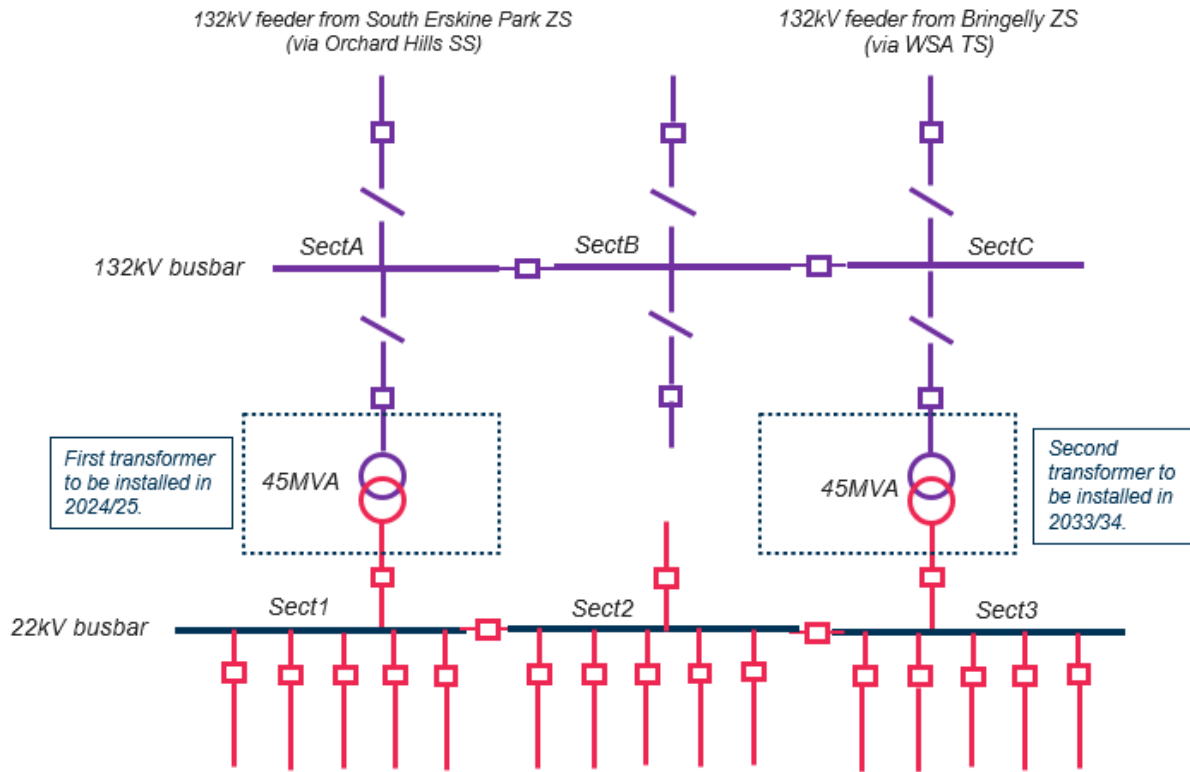 132kV feeder from South Erskine Park ZS
(via Orchard Hills SS)
132kV feeder from Bringelly ZS
(via WSA TS)
SectA
SectB
SectC
132kV busbar
First transformer
to be installed in
2024/25.
45MVA
45MVA
Second
transformer to
be installed in
2033/34.
Sect1
Sect2
Sect3
22kV busbar